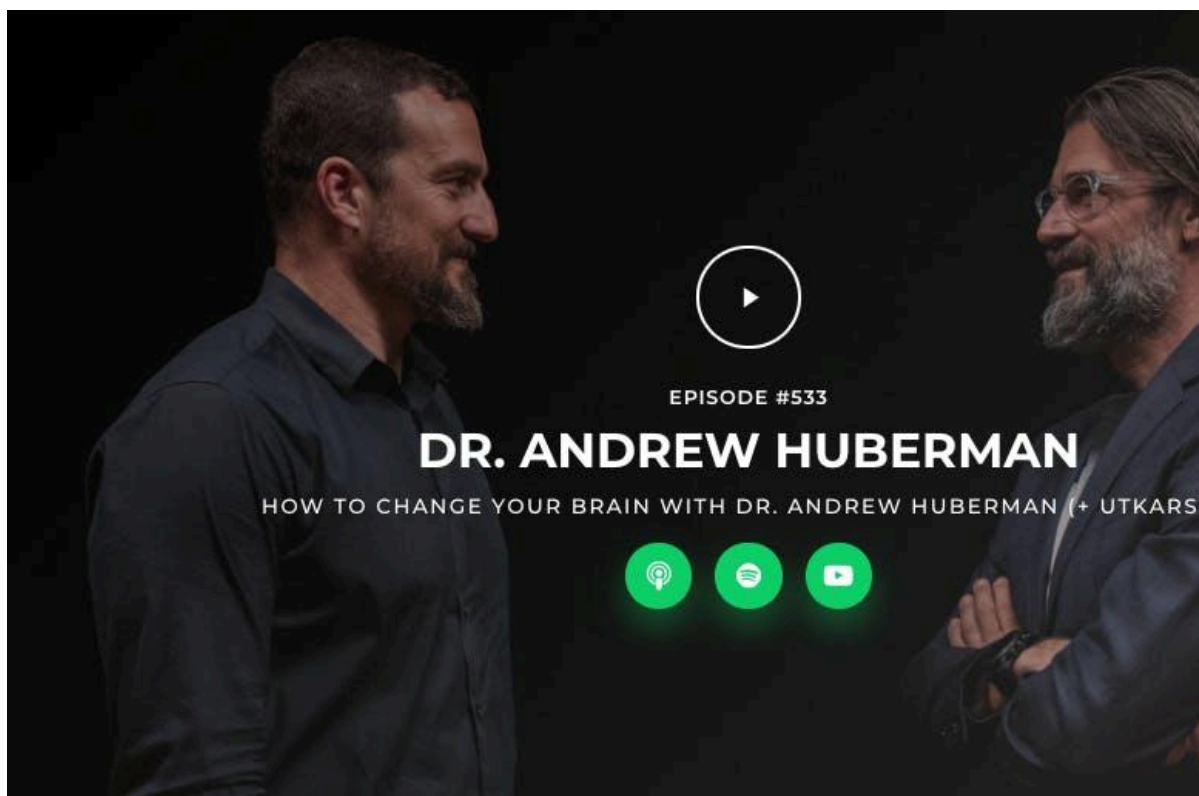 EPISODE #533
DR. ANDREW HUBERMAN
HOW TO CHANGE YOUR BRAIN WITH DR. ANDREW HUBERMAN (+ UTKARS